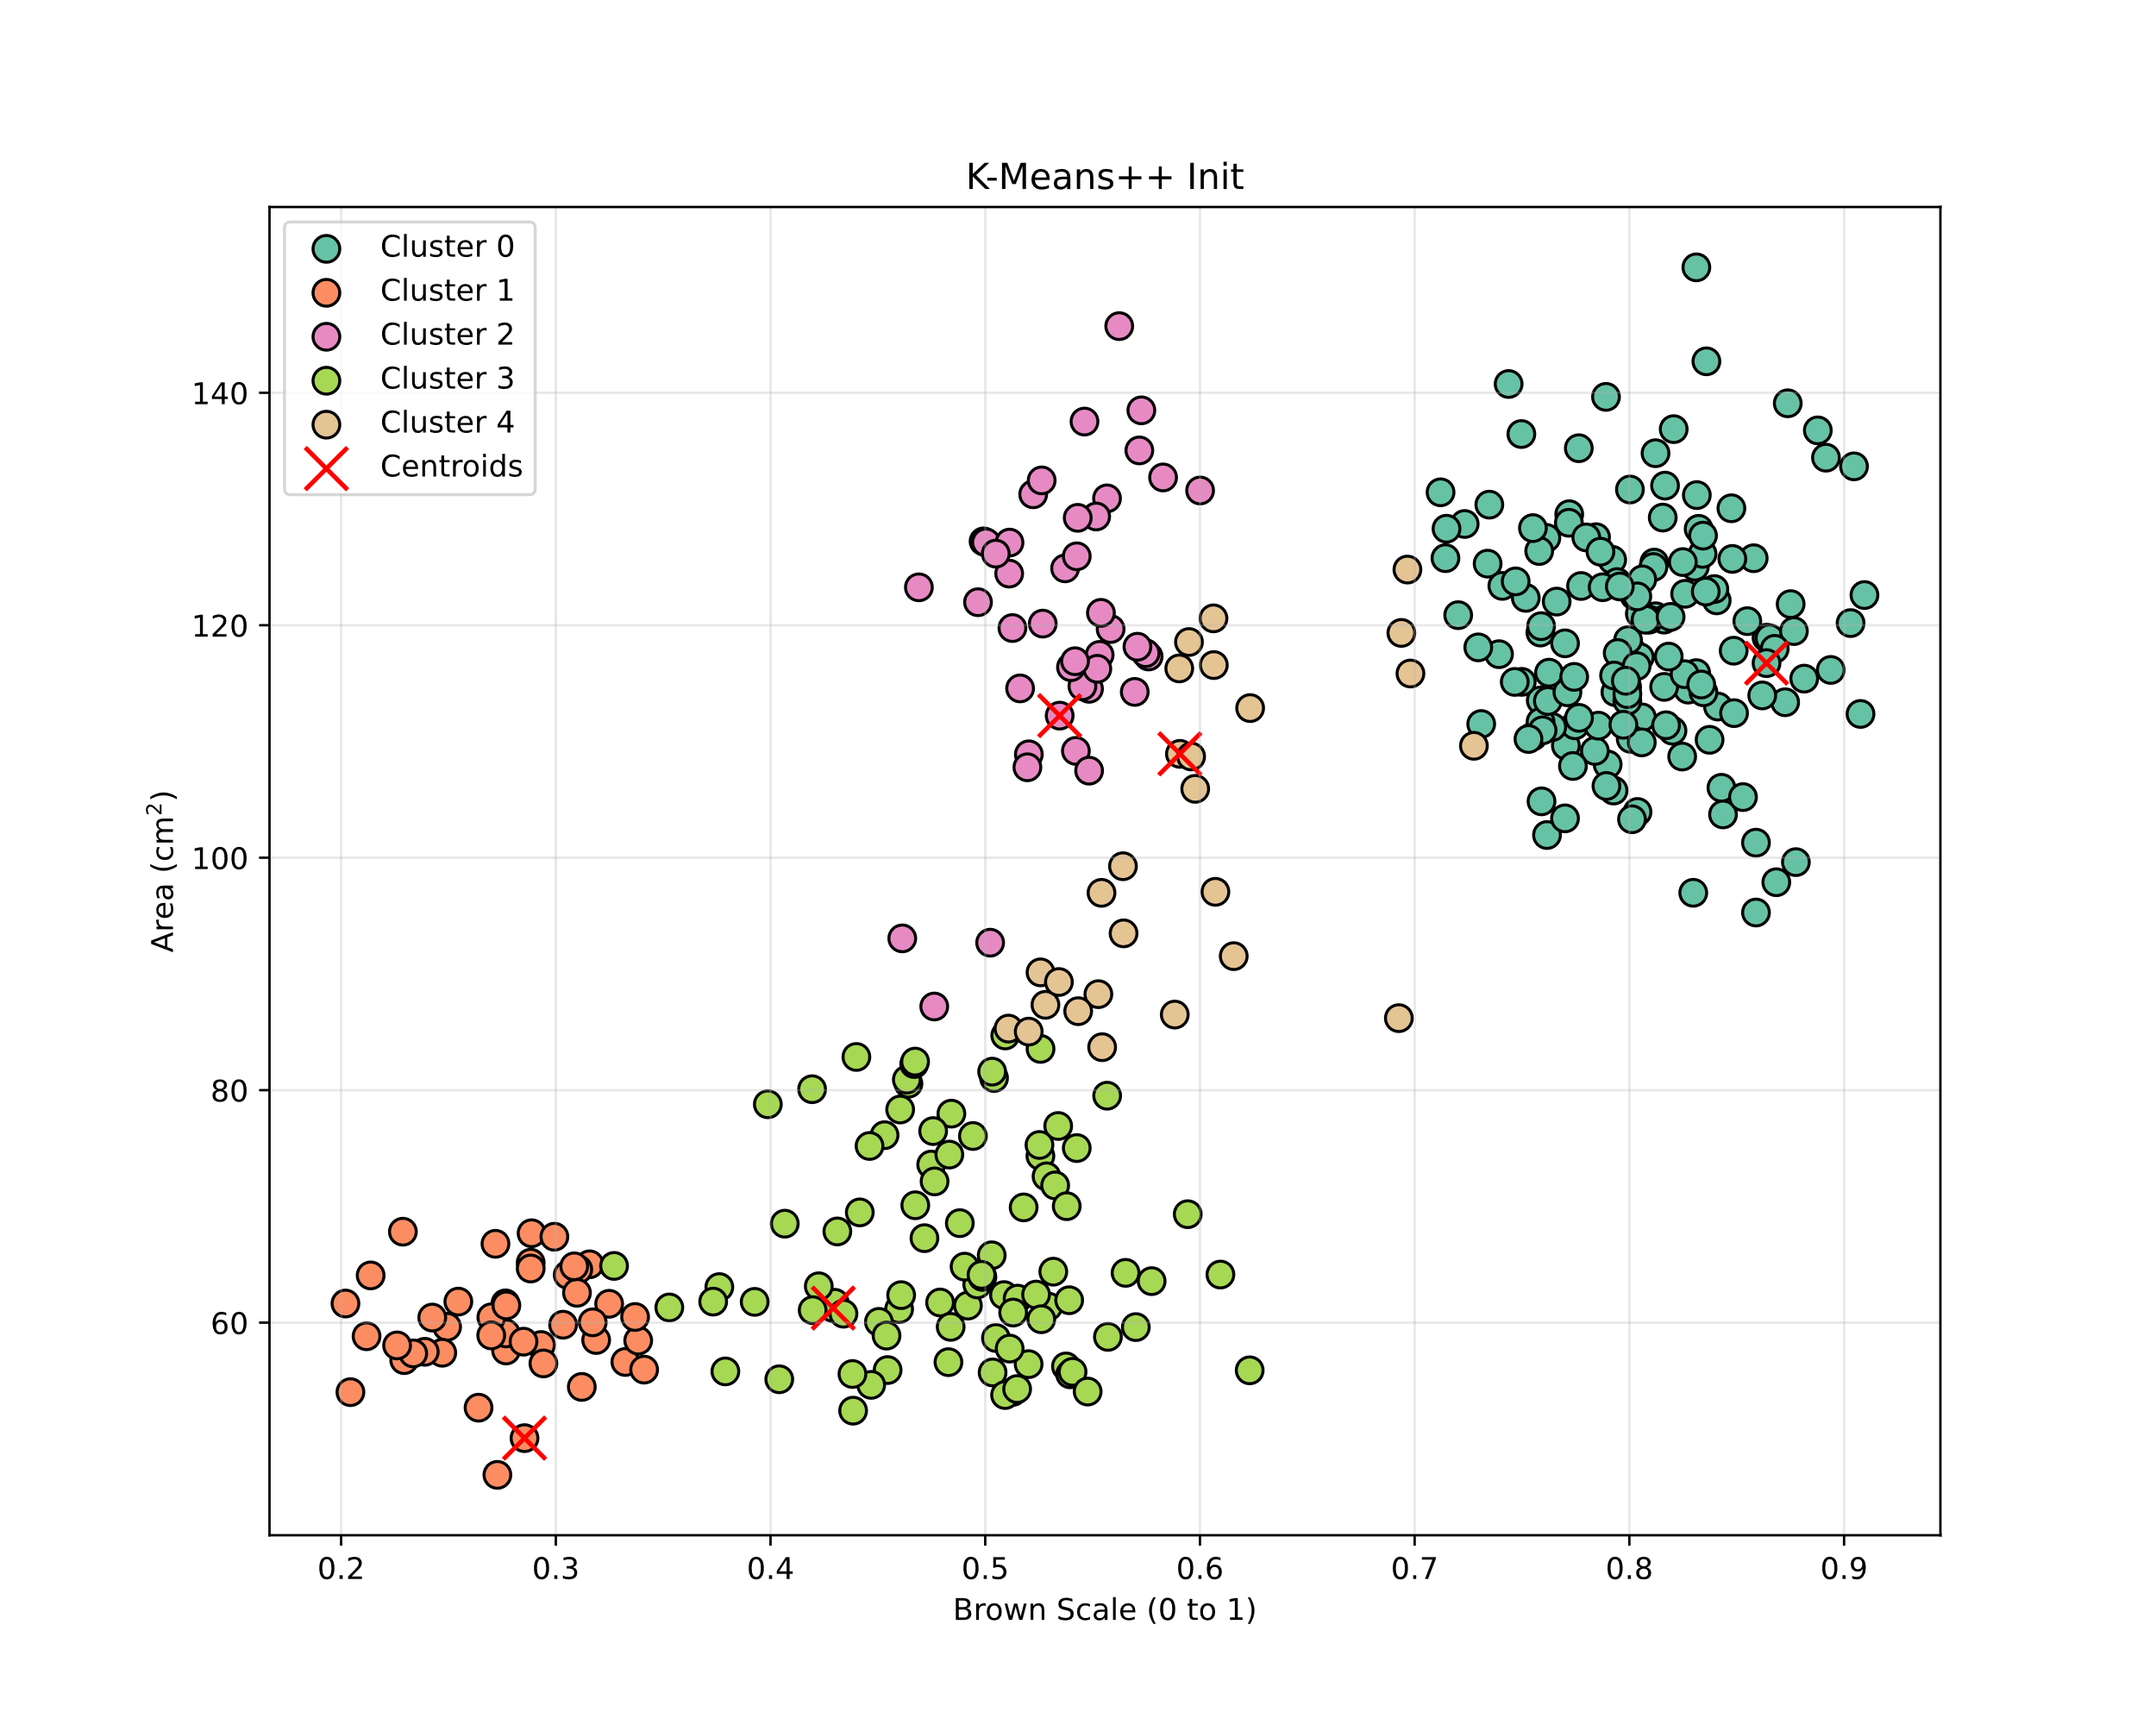 K-Means++ Init
Cluster 0
Cluster 1
Cluster 2
Cluster 3
Cluster 4
Centroids
140
120
100
80
60
Area (cm²)
0.2 0.3 0.4 0.5 0.6 0.7 0.8 0.9
Brown Scale (0 to 1)